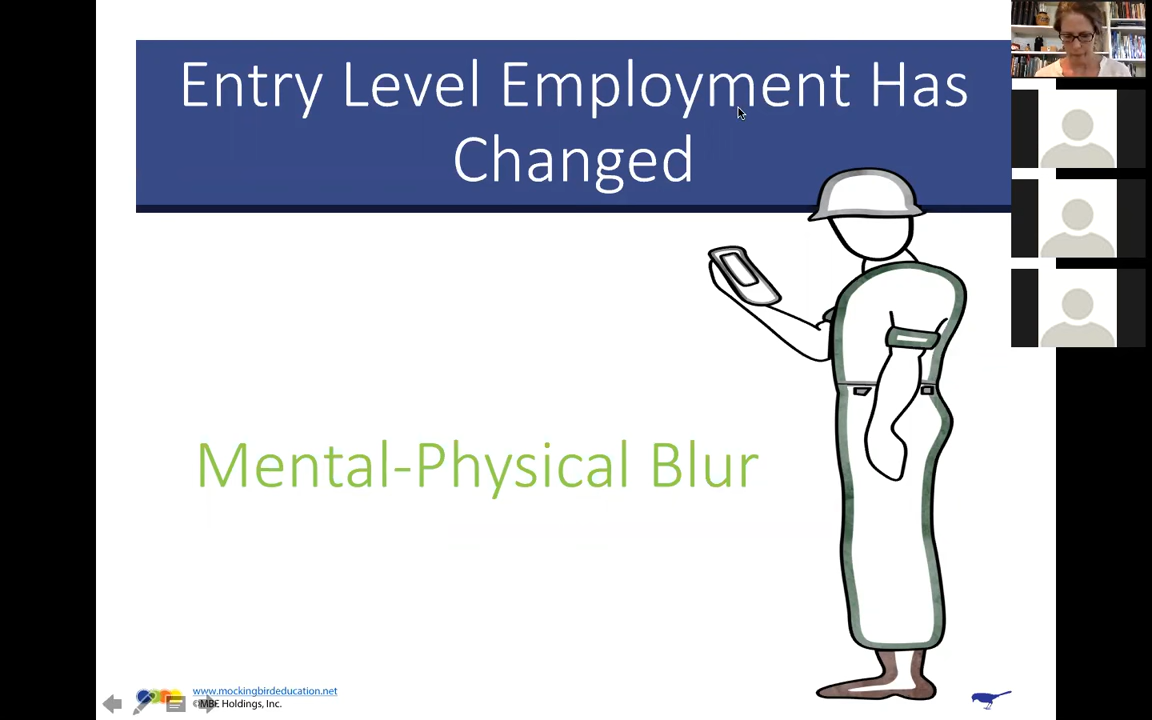 Entry Level Employment Has
Changed
Mental-Physical Blur
www.mockingbirdeducation.net
©MBE Holdings, Inc.